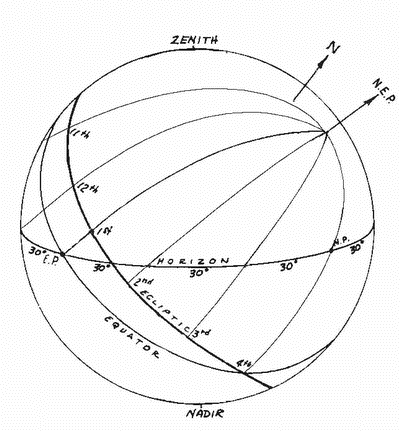 ZENITH
N
N.E.P.
11th
12th
1st
30°
E.P.
30°
HORIZON
30°
30°
N.P.
30°
2nd
ECLIPTIC
3rd
EQUATOR
4th
NADIR